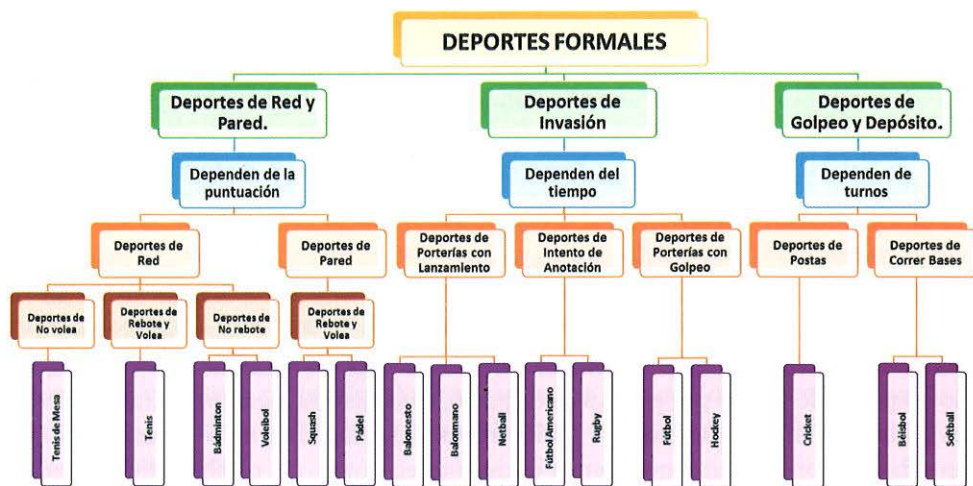 DEPORTES FORMALES
Deportes de Red y
Pared.
Deportes de
Invasión
Deportes de
Golpeo y Depósito.
Dependen de la
puntuación
Dependen del
tiempo
Dependen de
turnos
Deportes de
Red
Deportes de
Pared
Deportes de
Porterías con
Lanzamiento
Deportes de
Intento de
Anotación
Deportes de
Porterías con
Golpeo
Deportes de
Postas
Deportes de
Correr Bases
Deportes de
No volea
Deportes de
Rebote y
Volea
Deportes de
No rebote
Deportes de
Rebote y
Volea
Tenis de Mesa
Tenis
Bádminton
Voleibol
Squash
Pádel
Baloncesto
Balonmano
Netball
Fútbol Americano
Rugby
Fútbol
Hockey
Cricket
Béisbol
Softball